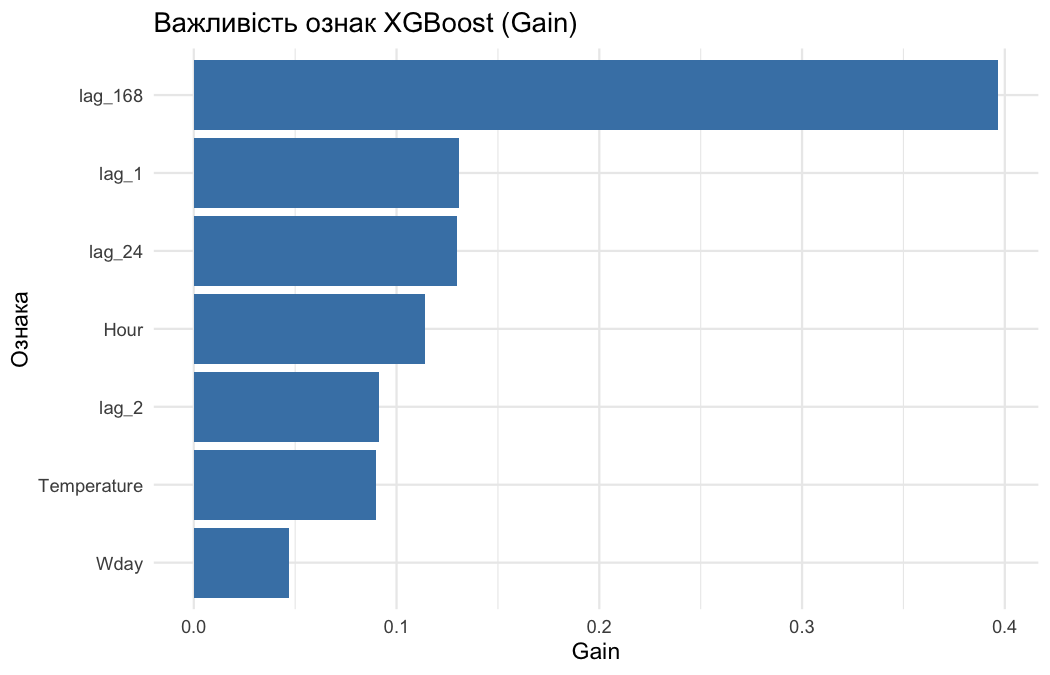 Важливість ознак XGBoost (Gain)
Ознака
lag_168
lag_1
lag_24
Hour
lag_2
Temperature
Wday
0.0 0.1 0.2 0.3 0.4
Gain